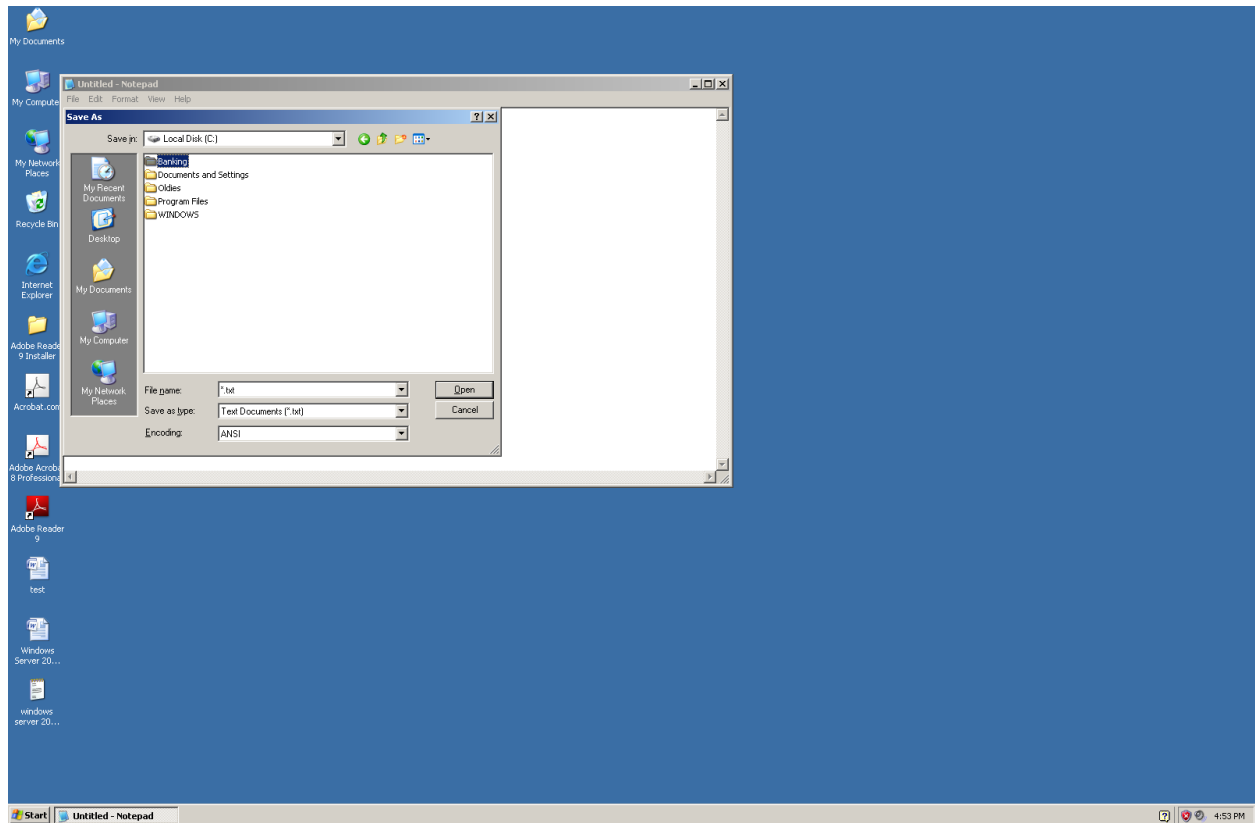 My Documents
My Compute
My Network
Places
Recycle Bin
Internet
Explorer
Adobe Reade
9 Installer
Acrobat.com
Adobe Acroba
8 Professiona
Adobe Reader
9
test
Windows
Server 20...
windows
server 20...
Untitled - Notepad
File Edit Format View Help
Save As
Save in: Local Disk (C:)
My Recent
Documents
Desktop
My Documents
My Computer
My Network
Places
Banking
Documents and Settings
Oldies
Program Files
WINDOWS
File name: *.txt Open
Save as type: Text Documents (*.txt) Cancel
Encoding: ANSI
Start Untitled - Notepad 4:53 PM